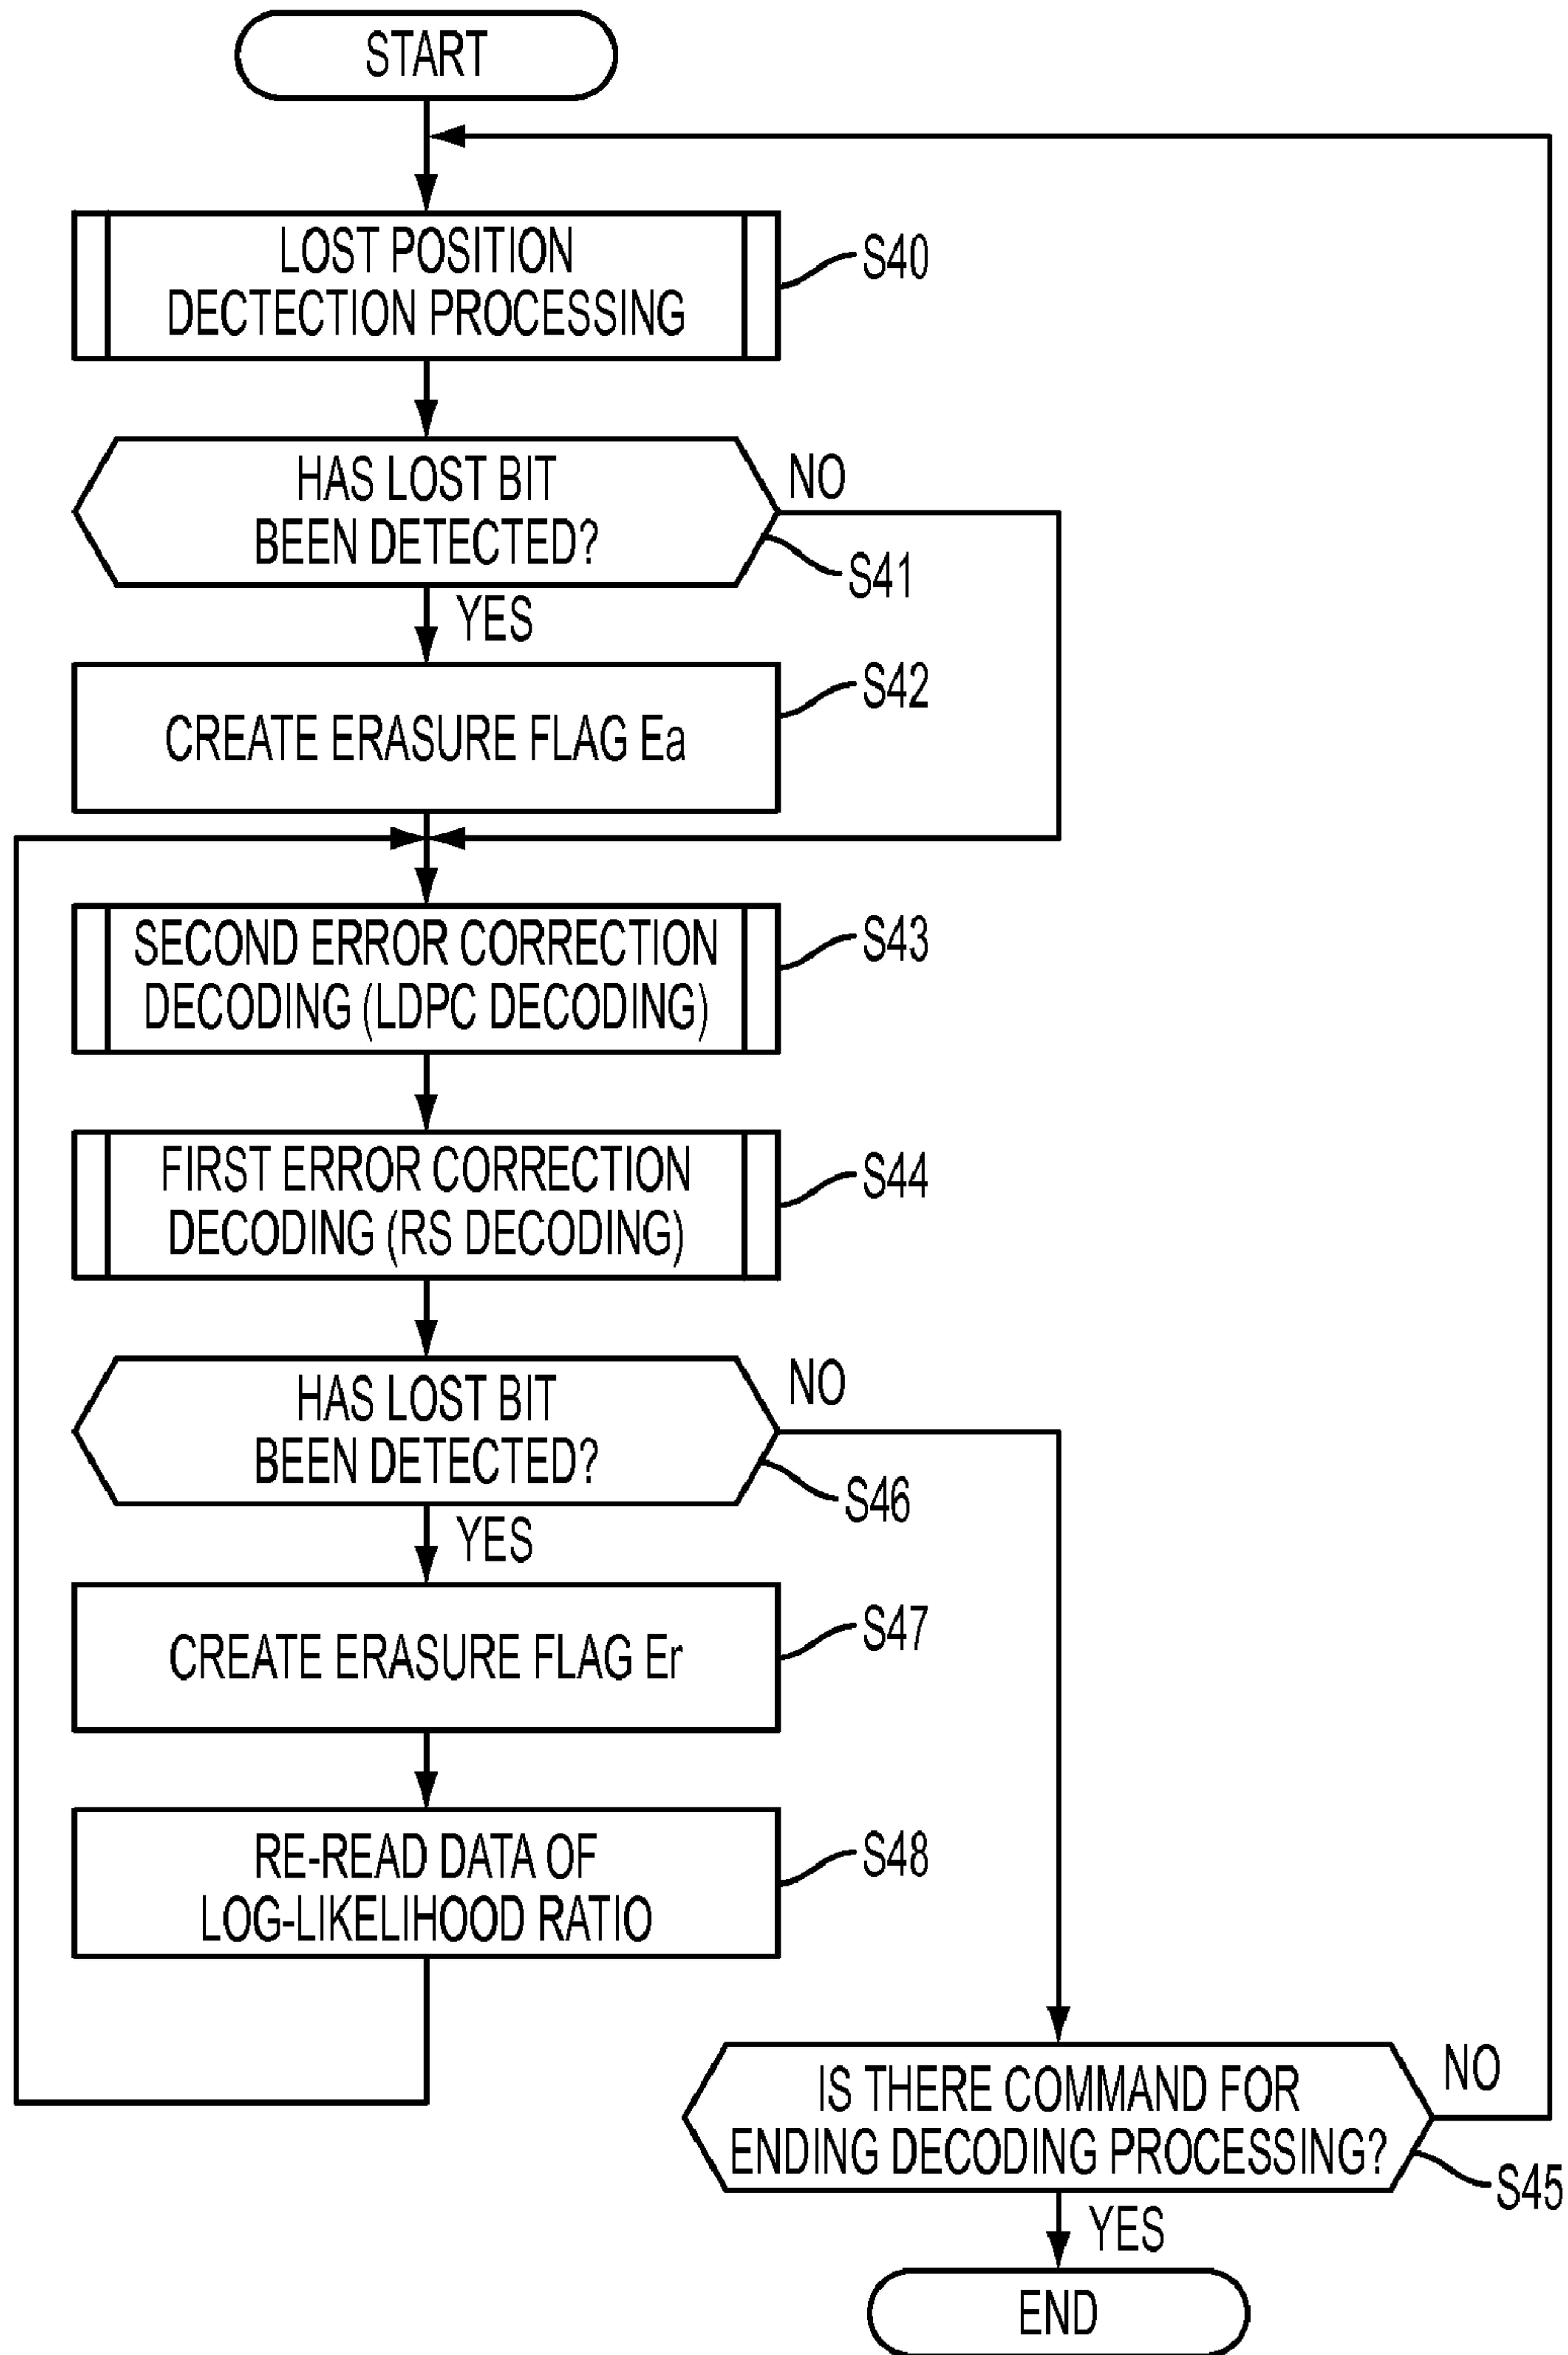 START
LOST POSITION
DECTECTION PROCESSING
S40
HAS LOST BIT
BEEN DETECTED?
NO
S41
YES
CREATE ERASURE FLAG Ea
S42
SECOND ERROR CORRECTION
DECODING (LDPC DECODING)
S43
FIRST ERROR CORRECTION
DECODING (RS DECODING)
S44
HAS LOST BIT
BEEN DETECTED?
NO
S46
YES
CREATE ERASURE FLAG Er
S47
RE-READ DATA OF
LOG-LIKELIHOOD RATIO
S48
IS THERE COMMAND FOR
ENDING DECODING PROCESSING?
NO
S45
YES
END